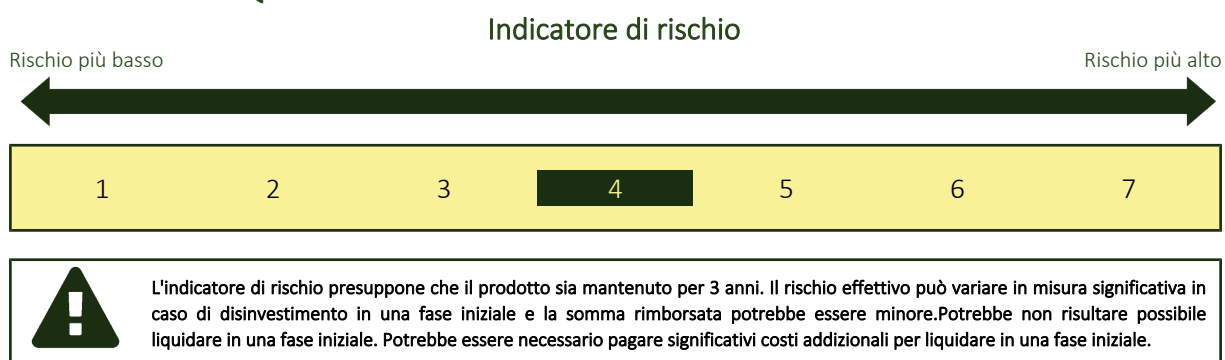 Indicatore di rischio
Rischio più basso
Rischio più alto
1 2 3 4 5 6 7
L'indicatore di rischio presuppone che il prodotto sia mantenuto per 3 anni. Il rischio effettivo può variare in misura significativa in
caso di disinvestimento in una fase iniziale e la somma rimborsata potrebbe essere minore.Potrebbe non risultare possibile
liquidare in una fase iniziale. Potrebbe essere necessario pagare significativi costi addizionali per liquidare in una fase iniziale.